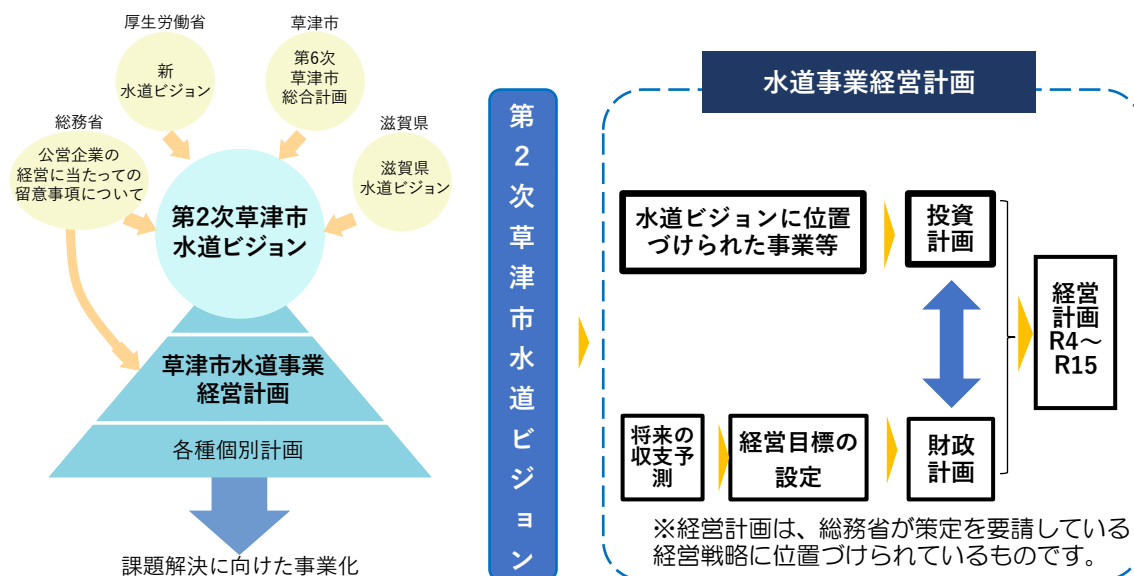 厚生労働省
新
水道ビジョン
草津市
第6次
草津市
総合計画
総務省
公営企業の
経営に当たっての
留意事項について
滋賀県
滋賀県
水道ビジョン
第2次草津市
水道ビジョン
草津市水道事業
経営計画
各種個別計画
課題解決に向けた事業化
第2次草津市水道ビジョン
水道事業経営計画
水道ビジョンに位置
づけられた事業等
投資
計画
将来の
収支予
測
経営目標の
設定
財政
計画
経営
計画
R4～
R15
※経営計画は、総務省が策定を要請している
経営戦略に位置づけられているものです。